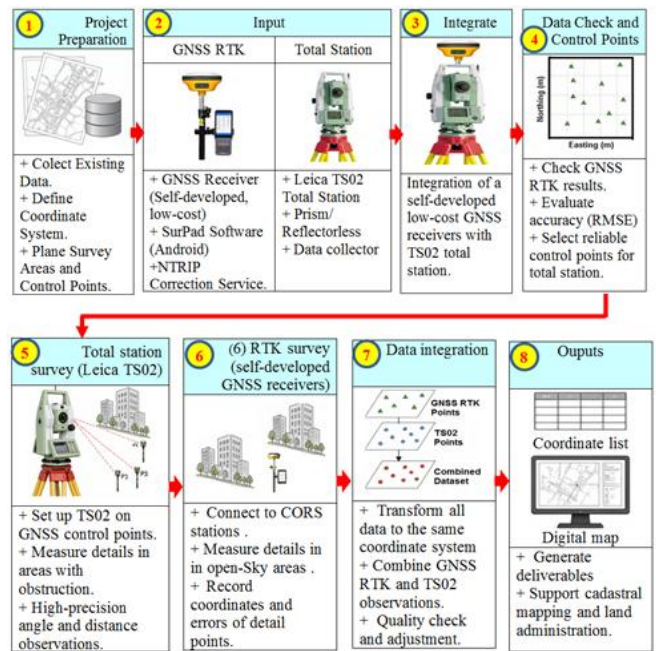 1
Project
Preparation
+ Colect Existing
Data.
+ Define
Coordinate
System.
+ Plane Survey
Areas and
Control Points.
2
Input
GNSS RTK
Total Station
+ GNSS Receiver
(Self-developed,
low-cost)
+ SurPad Software
(Android)
+NTRIP
Correction Service.
+ Leica TS02
Total Station
+ Prism/
Reflectorless
+ Data collector
3
Integrate
Integration of a
self-developed
low-cost GNSS
receivers with
TS02 total
station.
4
Data Check and
Control Points
Northing (m)
Easting (m)
+ Check GNSS
RTK results.
+ Evaluate
accuracy (RMSE)
+ Select reliable
control points for
total station.
5
Total station
survey (Leica TS02)
+ Set up TS02 on
GNSS control points.
+ Measure details in
areas with
obstruction.
+ High-precision
angle and distance
observations.
6
(6) RTK survey
(self-developed
GNSS receivers)
+ Connect to CORS
stations .
+ Measure details in
in open-Sky areas .
+ Record
coordinates and
errors of detail
points.
7
Data integration
GNSS RTK
Points
TS02
Points
Combined
Dataset
+ Transform all
data to the same
coordinate system
+ Combine GNSS
RTK and TS02
observations.
+ Quality check
and adjustment.
8
Ouputs
Coordinate list
Digital map
+ Generate
deliverables
+ Support cadastral
mapping and land
administration.